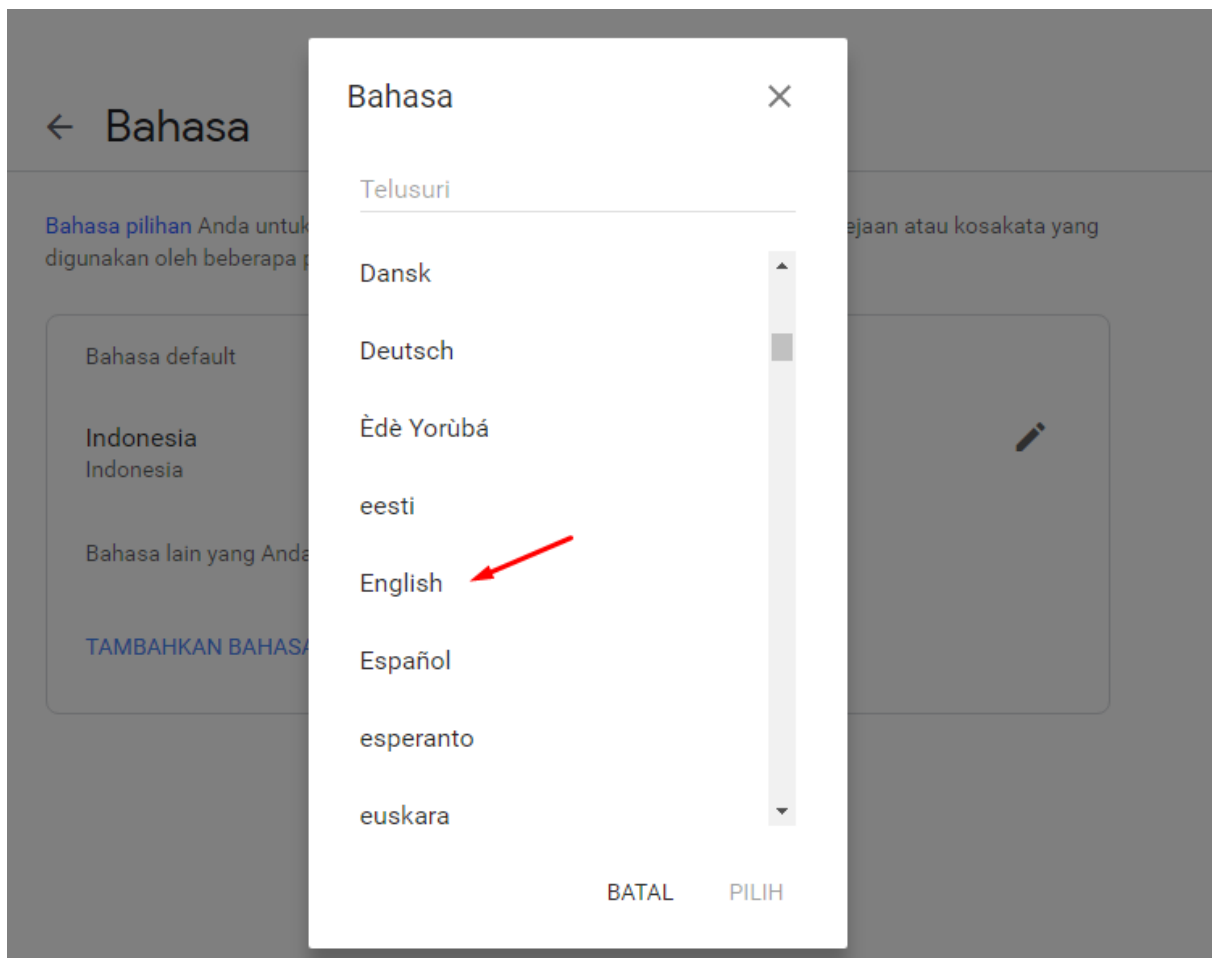 Bahasa
Bahasa pilihan Anda untuk
ejaan atau kosakata yang
digunakan oleh beberapa
Bahasa default
Indonesia
Indonesia
Bahasa lain yang Anda
TAMBAHKAN BAHASA
Bahasa
Telusuri
Dansk
Deutsch
Èdè Yorùbá
eesti
English
Español
esperanto
euskara
BATAL
PILIH